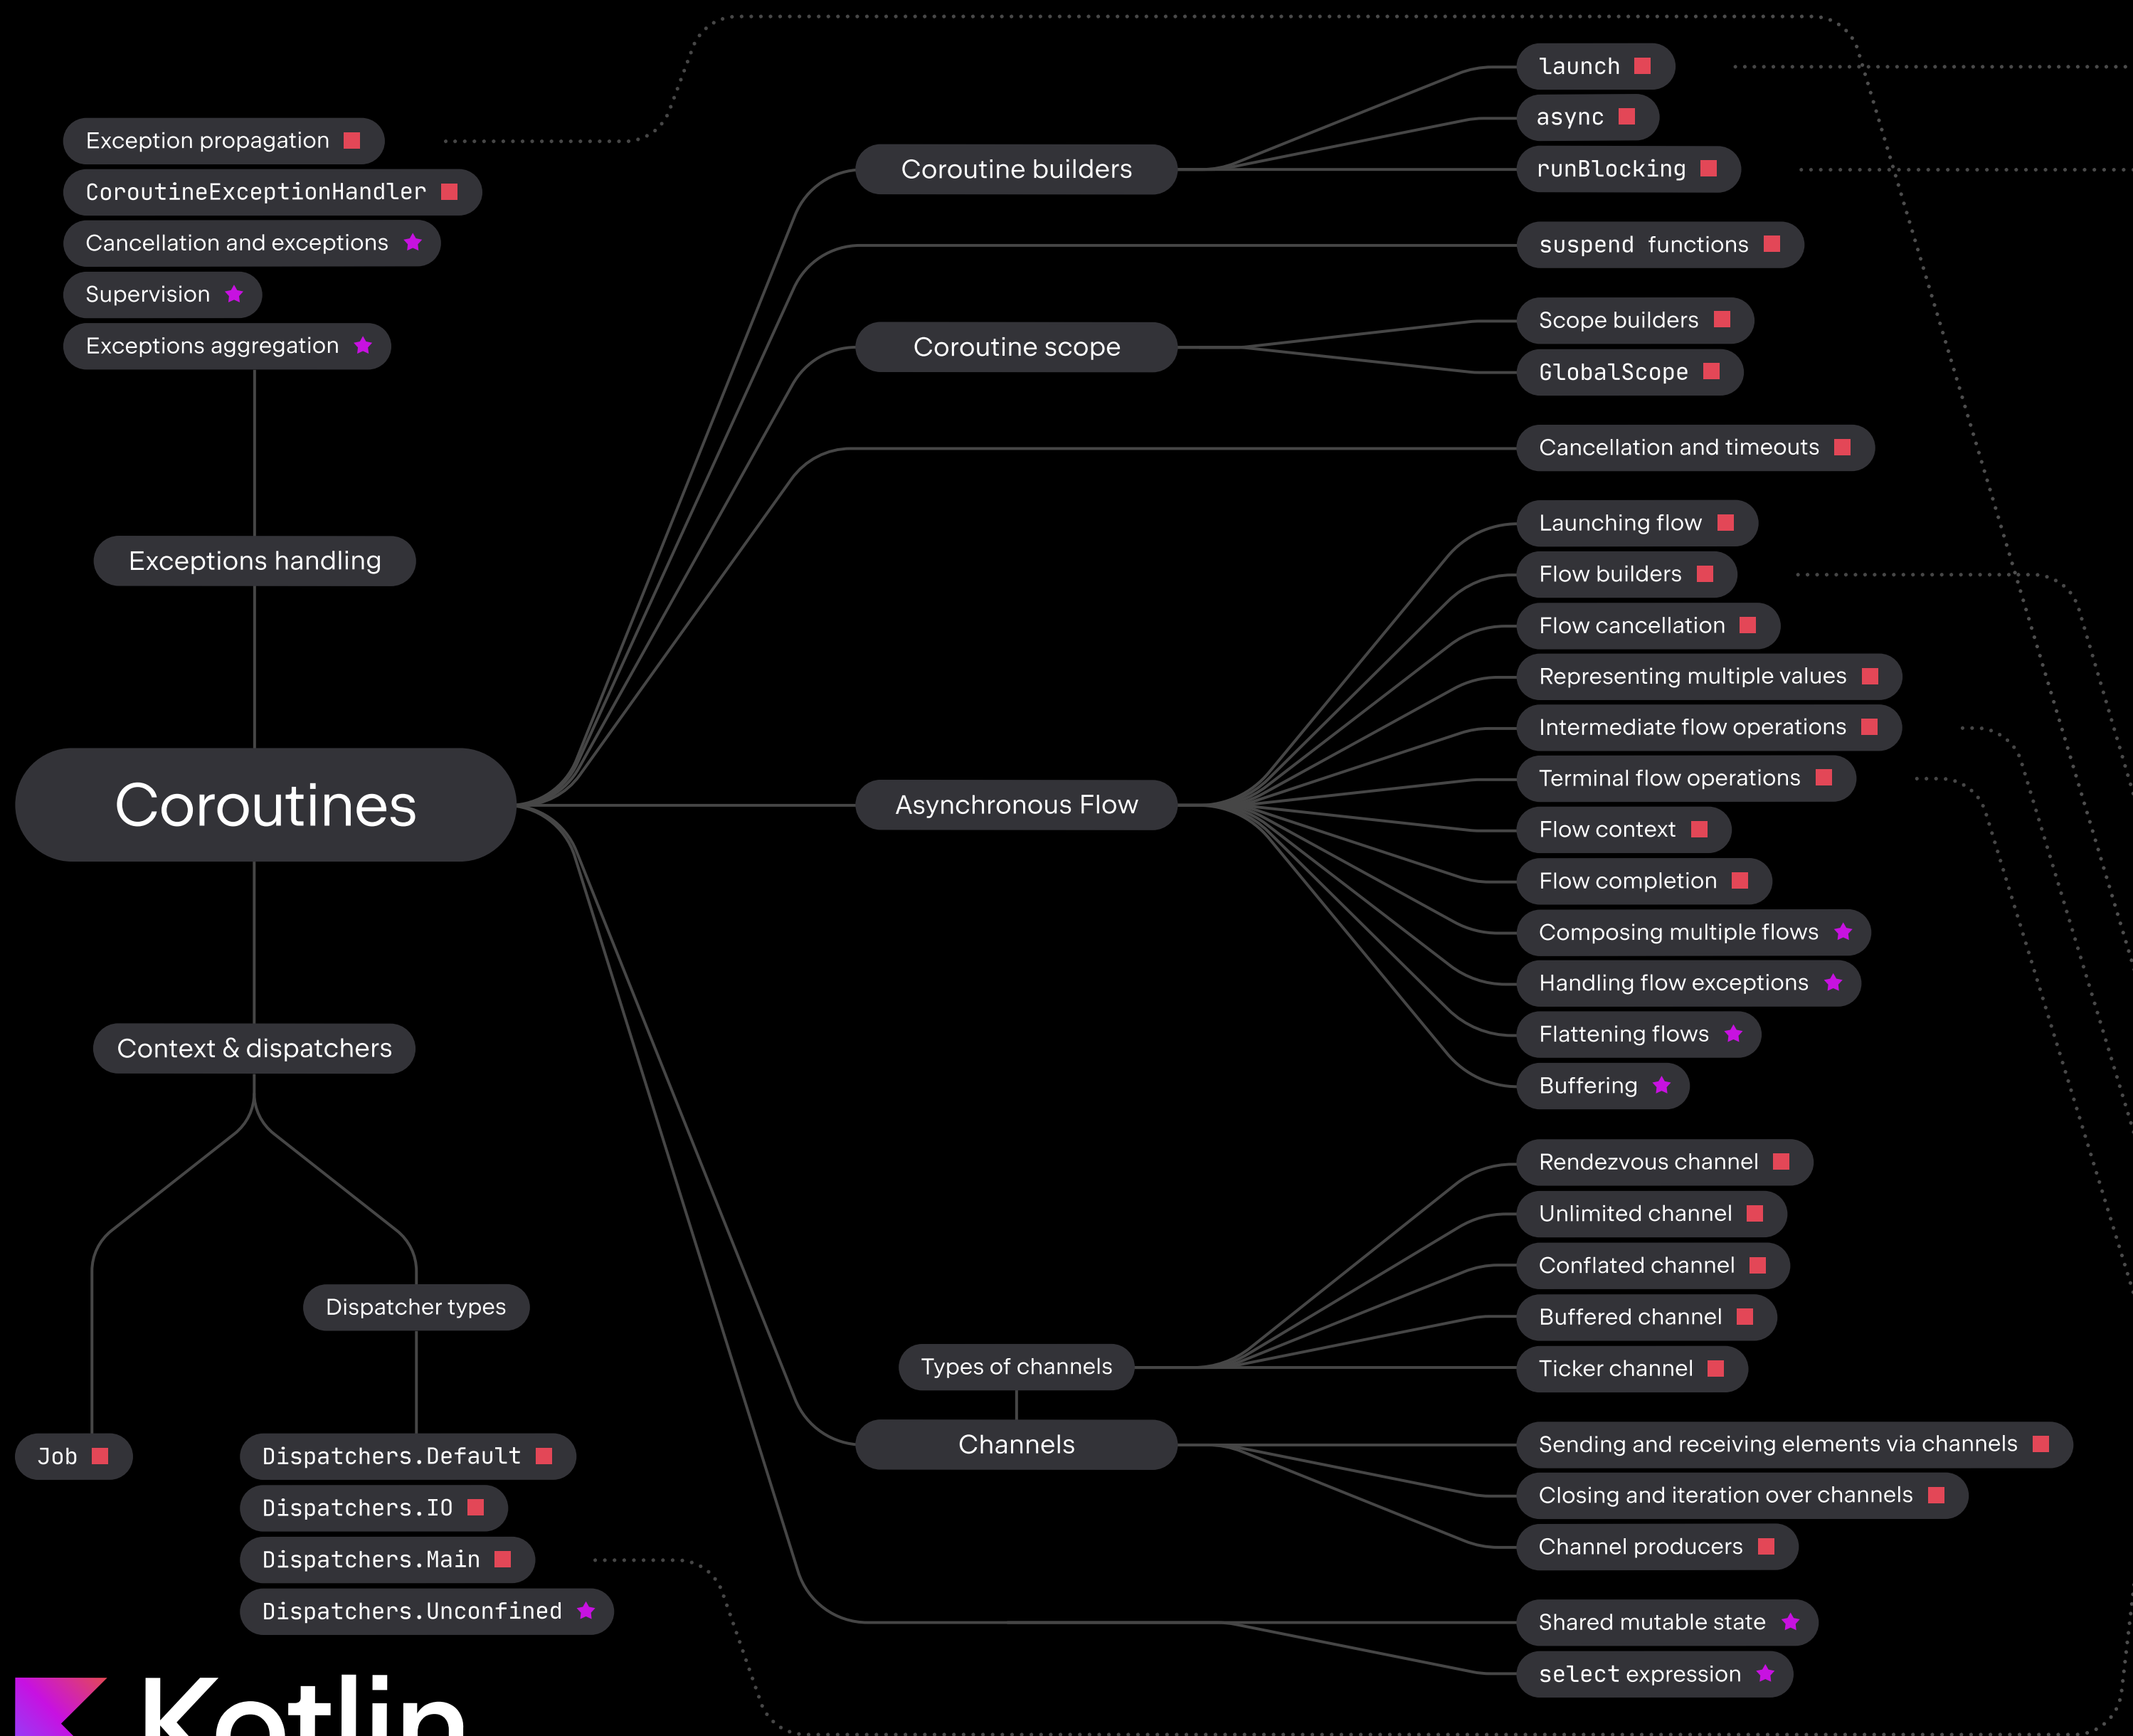 launch
async
runBlocking
Coroutine builders
Exception propagation
CoroutineExceptionHandler
Cancellation and exceptions
Supervision
Exceptions aggregation
suspend functions
Coroutine scope
Scope builders
GlobalScope
Cancellation and timeouts
Exceptions handling
Launching flow
Flow builders
Flow cancellation
Representing multiple values
Intermediate flow operations
Terminal flow operations
Coroutines
Asynchronous Flow
Flow context
Flow completion
Composing multiple flows
Handling flow exceptions
Flattening flows
Buffering
Context & dispatchers
Rendezvous channel
Unlimited channel
Conflated channel
Buffered channel
Ticker channel
Dispatcher types
Types of channels
Channels
Sending and receiving elements via channels
Closing and iteration over channels
Channel producers
Job
Dispatchers.Default
Dispatchers.IO
Dispatchers.Main
Dispatchers.Unconfined
Shared mutable state
select expression
Kotlin